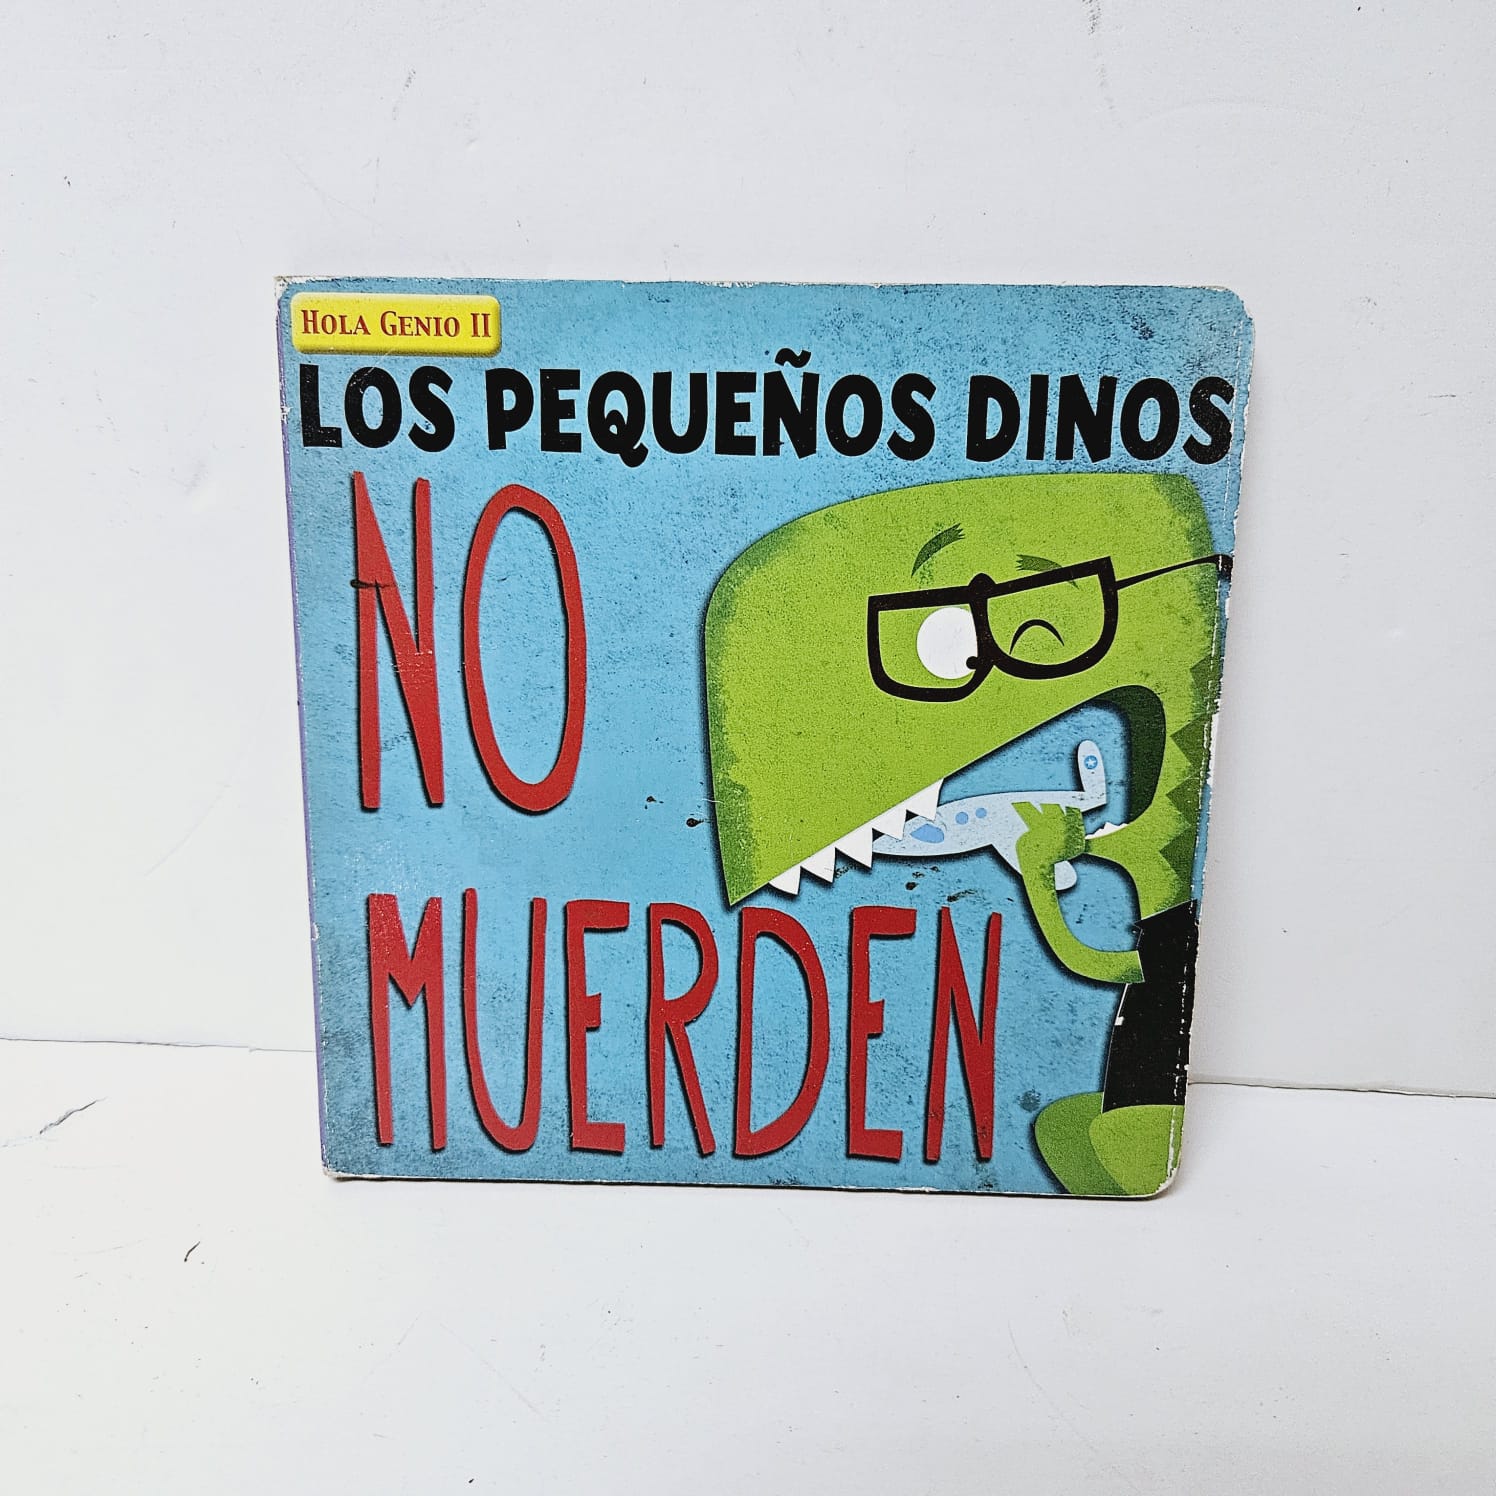 HOLA GENIO II
LOS PEQUEÑOS DINOS
NO
MUERDEN